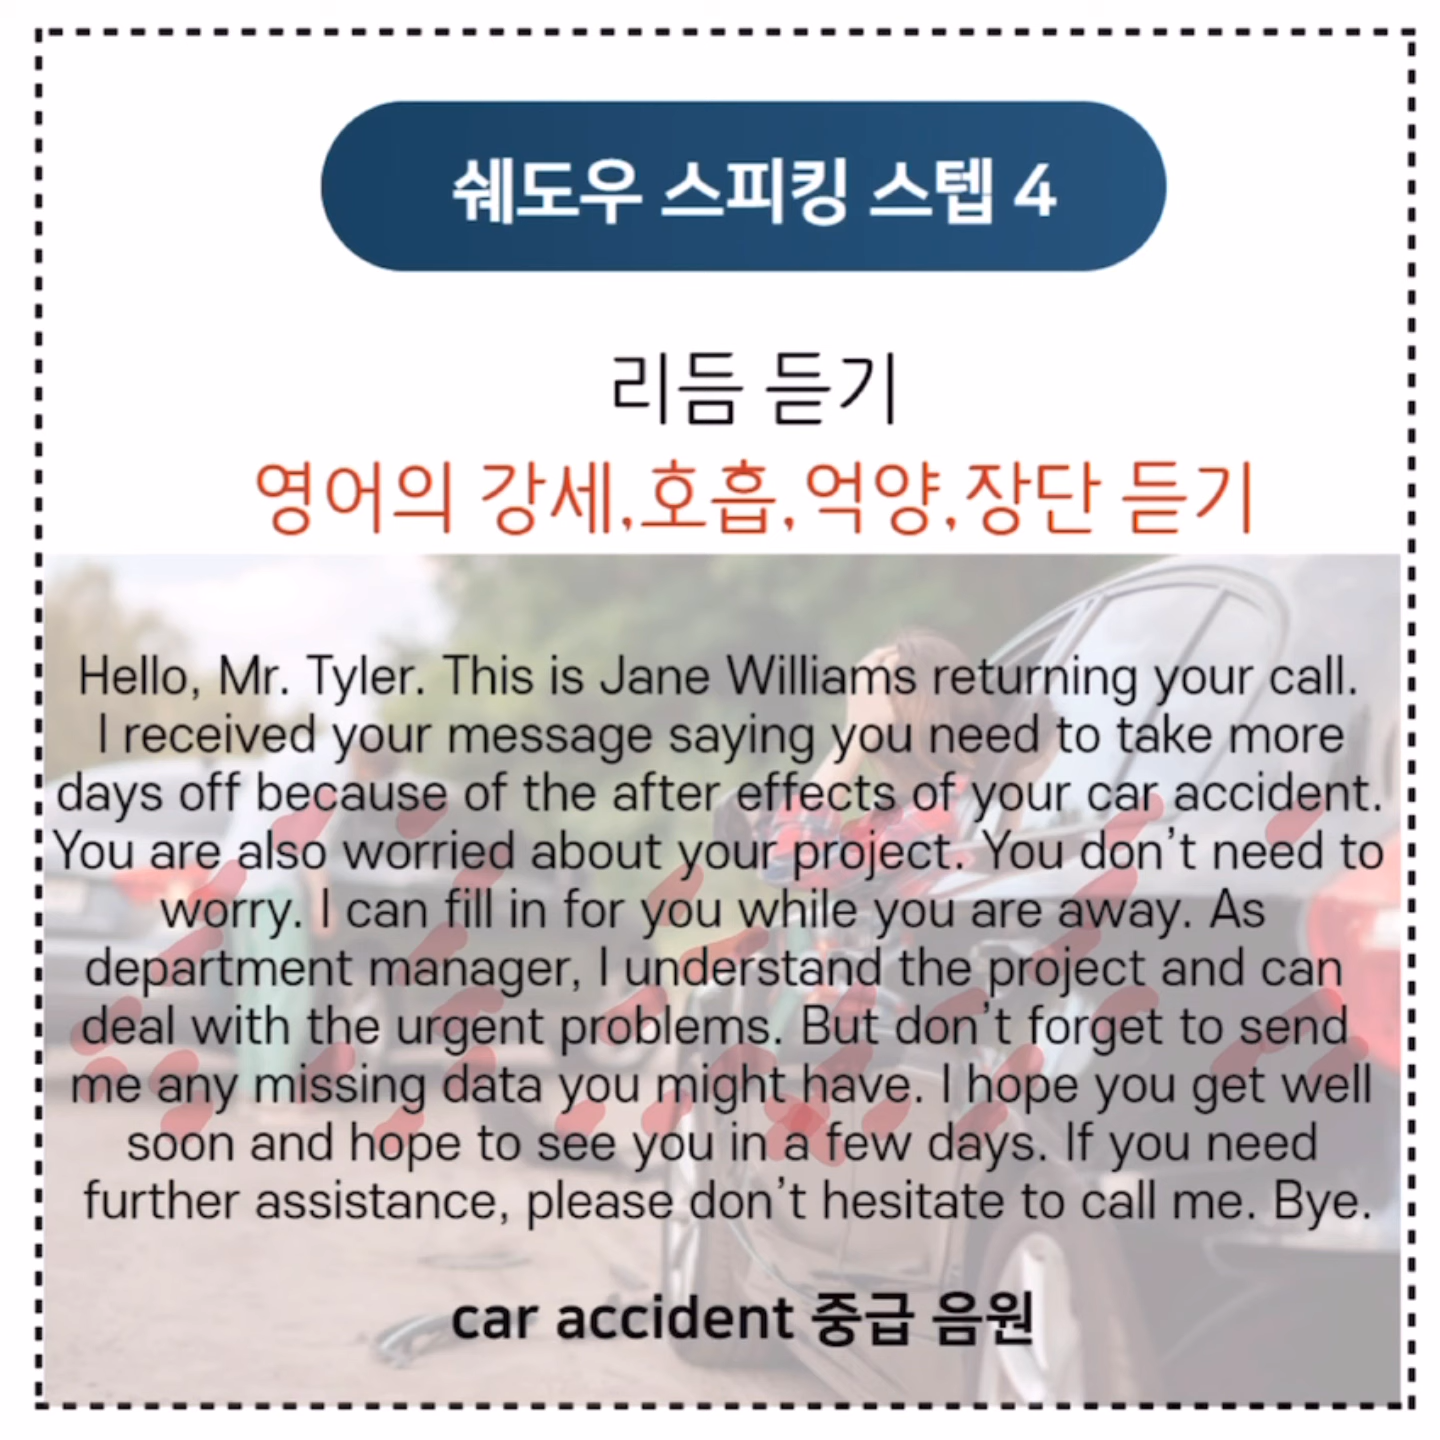 쉐도우 스피킹 스텝 4
리듬 듣기
영어의 강세,호흡,억양,장단 듣기
Hello, Mr. Tyler. This is Jane Williams returning your call.
I received your message saying you need to take more
days off because of the after effects of your car accident.
You are also worried about your project. You don't need to
worry. I can fill in for you while you are away. As
department manager, I understand the project and can
deal with the urgent problems. But don't forget to send
me any missing data you might have. I hope you get well
soon and hope to see you in a few days. If you need
further assistance, please don't hesitate to call me. Bye.
car accident 중급 음원